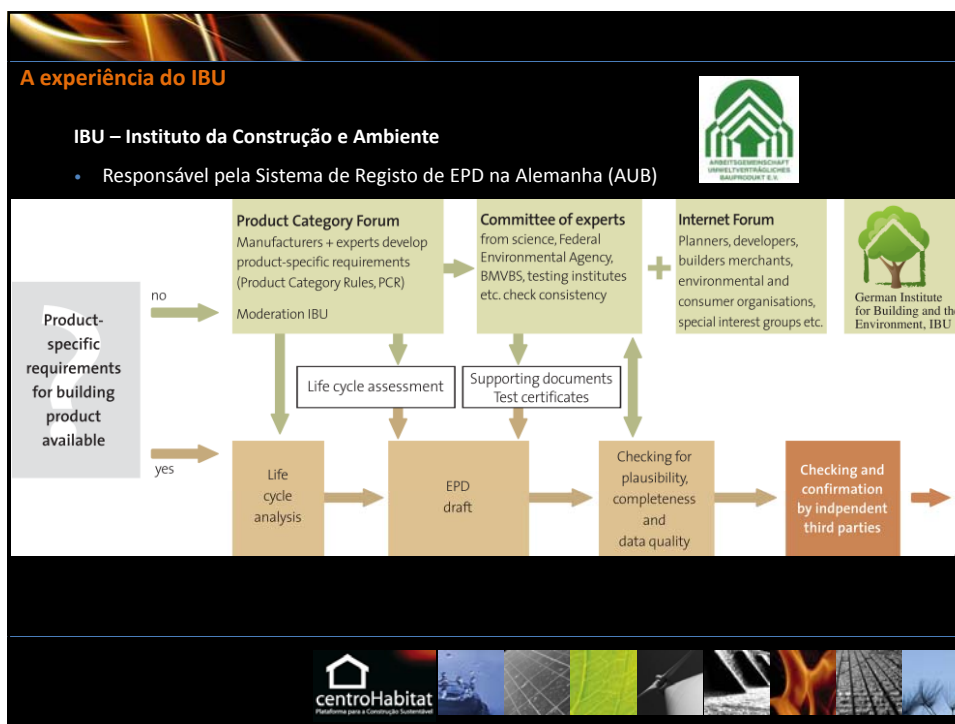 A experiência do IBU
IBU – Instituto da Construção e Ambiente
• Responsável pela Sistema de Registo de EPD na Alemanha (AUB)
ARBEITSGEMEINSCHAFT
UMWELTVERTRÄGLICHES
BAUPRODUKT E.V.
Product-
specific
requirements
for building
product
available
?
no
yes
Product Category Forum
Manufacturers + experts develop
product-specific requirements
(Product Category Rules, PCR)
Moderation IBU
Committee of experts
from science, Federal
Environmental Agency,
BMVBS, testing institutes
etc. check consistency
Internet Forum
Planners, developers,
builders merchants,
environmental and
consumer organisations,
special interest groups etc.
German Institute
for Building and the
Environment, IBU
Life cycle assessment
Supporting documents
Test certificates
Life
cycle
analysis
EPD
draft
Checking for
plausibility,
completeness
and
data quality
Checking and
confirmation
by indpendent
third parties
centroHabitat
Plataforma para a Construção Sustentável